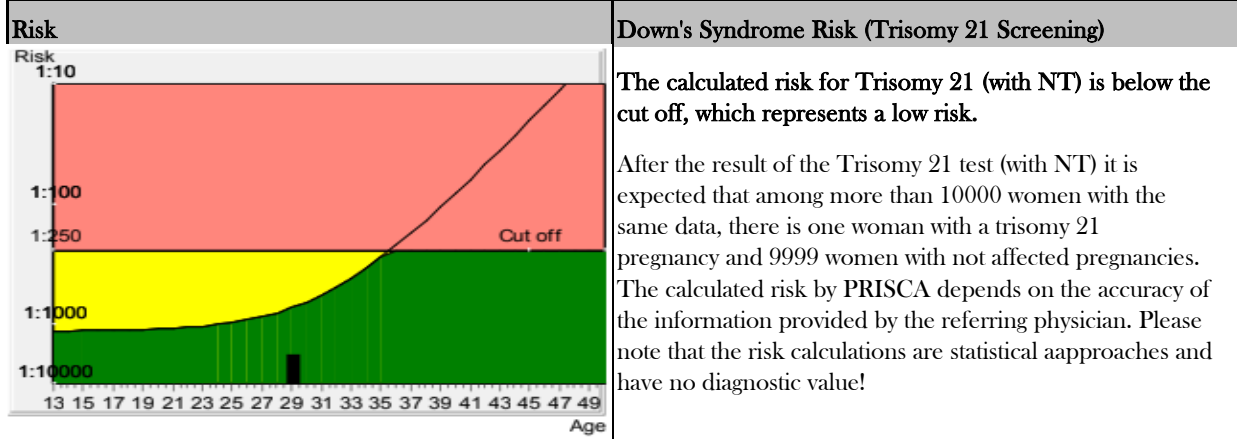 Risk
Down's Syndrome Risk (Trisomy 21 Screening)
Risk
1:10
1:100
1:250
Cut off
1:1000
1:10000
13 15 17 19 21 23 25 27 29 31 33 35 37 39 41 43 45 47 49
Age
The calculated risk for Trisomy 21 (with NT) is below the
cut off, which represents a low risk.
After the result of the Trisomy 21 test (with NT) it is
expected that among more than 10000 women with the
same data, there is one woman with a trisomy 21
pregnancy and 9999 women with not affected pregnancies.
The calculated risk by PRISCA depends on the accuracy of
the information provided by the referring physician. Please
note that the risk calculations are statistical aapproaches and
have no diagnostic value!